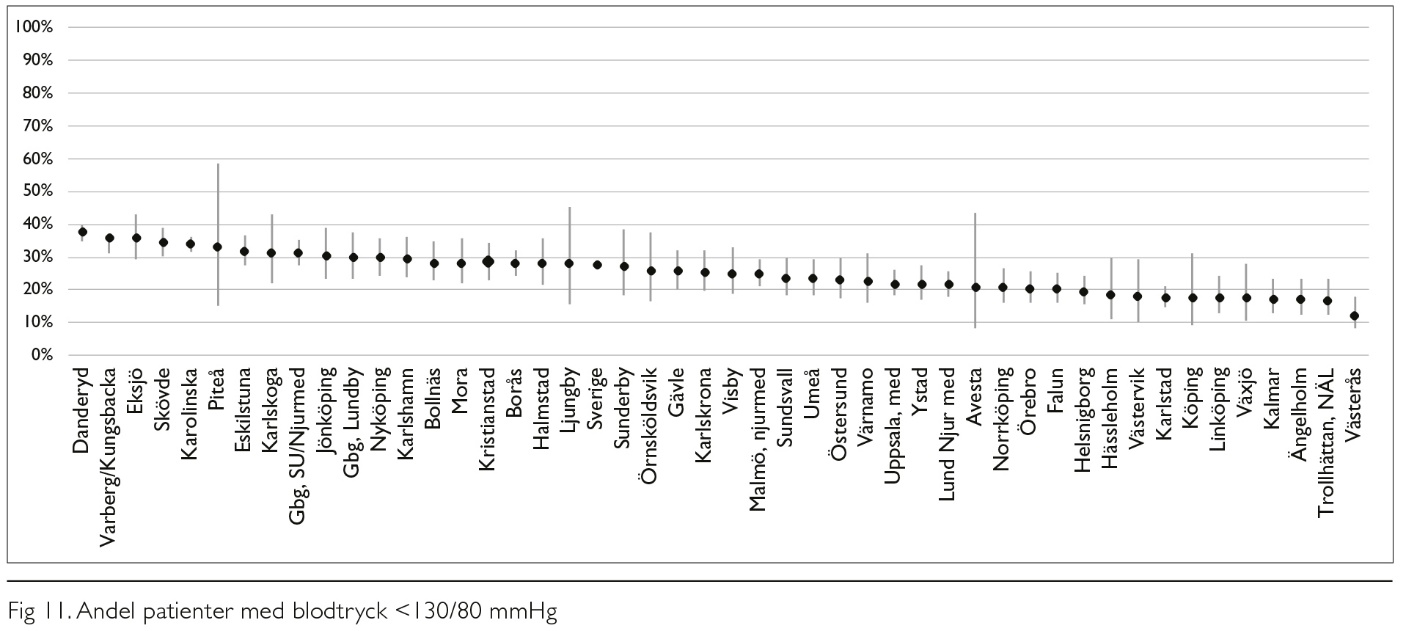 100%
90%
80%
70%
60%
50%
40%
30%
20%
10%
0%
Danderyd
Varberg/Kungsbacka
Eksjö
Skövde
Karolinska
Piteå
Eskilstuna
Karlskoga
Gbg, SU/Njurmed
Jönköping
Gbg, Lundby
Nyköping
Karlshamn
Bollnäs
Mora
Kristianstad
Borås
Halmstad
Ljungby
Sverige
Sunderby
Örnsköldsvik
Gävle
Karlskrona
Visby
Malmö, njurmed
Sundsvall
Umeå
Östersund
Värnamo
Uppsala, med
Ystad
Lund Njur med
Avesta
Norrköping
Örebro
Falun
Helsnigborg
Hässleholm
Västervik
Karlstad
Köping
Linköping
Växjö
Kalmar
Ängelholm
Trollhättan, NÄL
Västerås
Fig 11. Andel patienter med blodtryck <130/80 mmHg